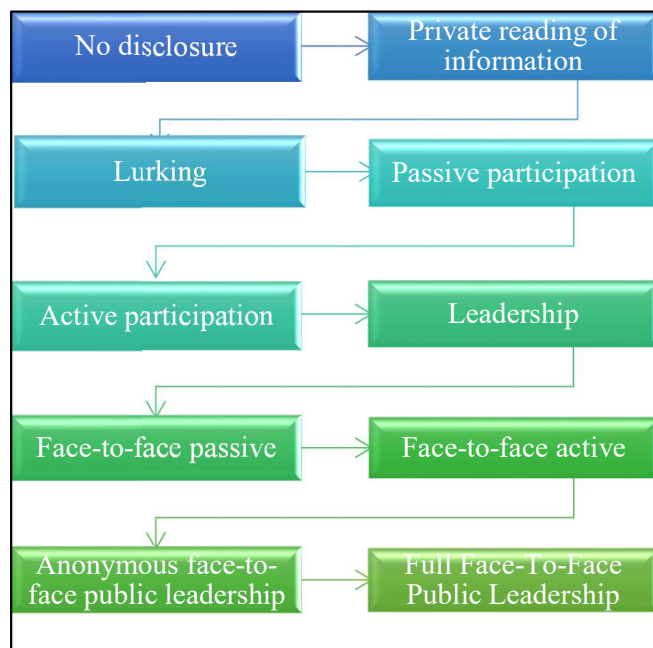 No disclosure
Private reading of
information
Lurking
Passive participation
Active participation
Leadership
Face-to-face passive
Face-to-face active
Anonymous face-to-
face public leadership
Full Face-To-Face
Public Leadership